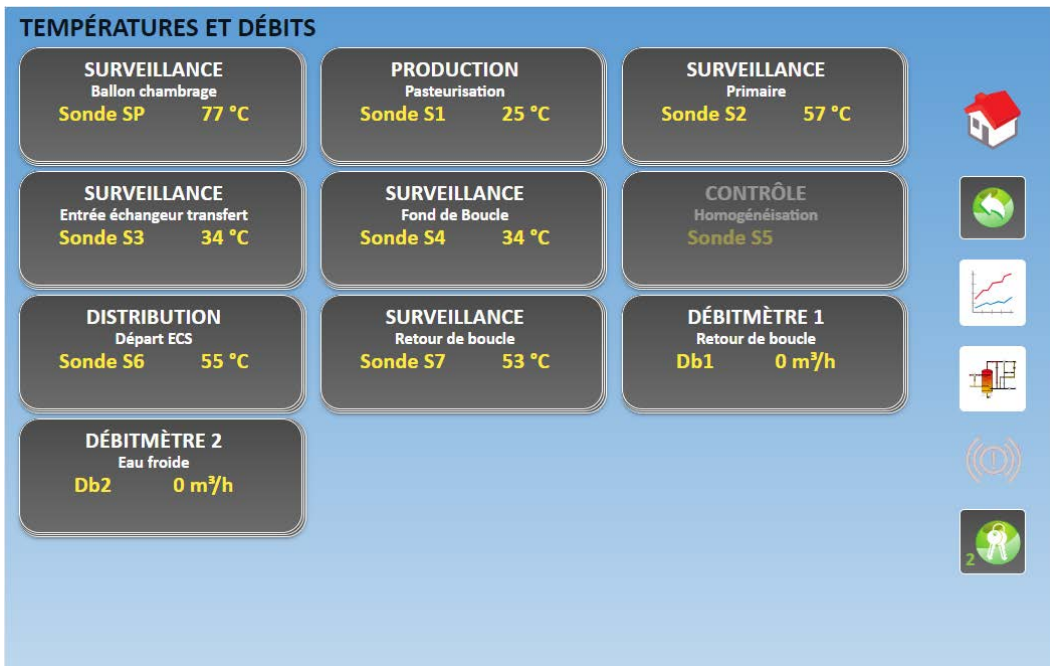 TEMPÉRATURES ET DÉBITS
SURVEILLANCE
Ballon chambrage
Sonde SP 77 °C
PRODUCTION
Pasteurisation
Sonde S1 25 °C
SURVEILLANCE
Primaire
Sonde S2 57 °C
SURVEILLANCE
Entrée échangeur transfert
Sonde S3 34 °C
SURVEILLANCE
Fond de Boucle
Sonde S4 34 °C
CONTRÔLE
Homogénéisation
Sonde S5
DISTRIBUTION
Départ ECS
Sonde S6 55 °C
SURVEILLANCE
Retour de boucle
Sonde S7 53 °C
DÉBITMÈTRE 1
Retour de boucle
Db1 0 m³/h
DÉBITMÈTRE 2
Eau froide
Db2 0 m³/h
2